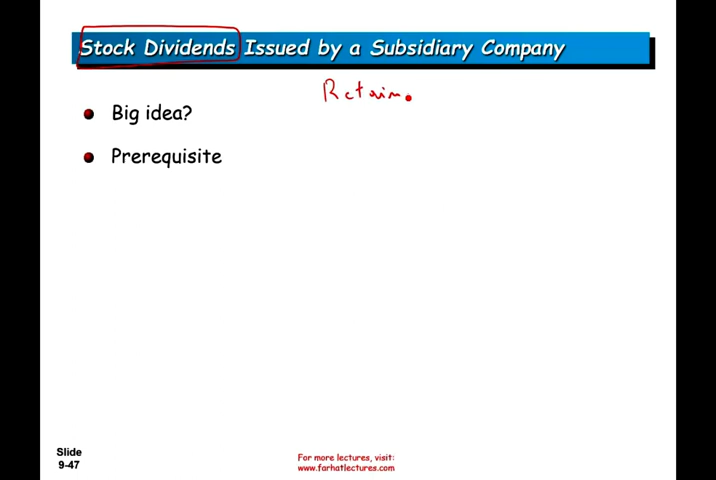 Stock Dividends Issued by a Subsidiary Company
Retain
Big idea?
Prerequisite
Slide
9-47
For more lectures, visit:
www.farhatlectures.com